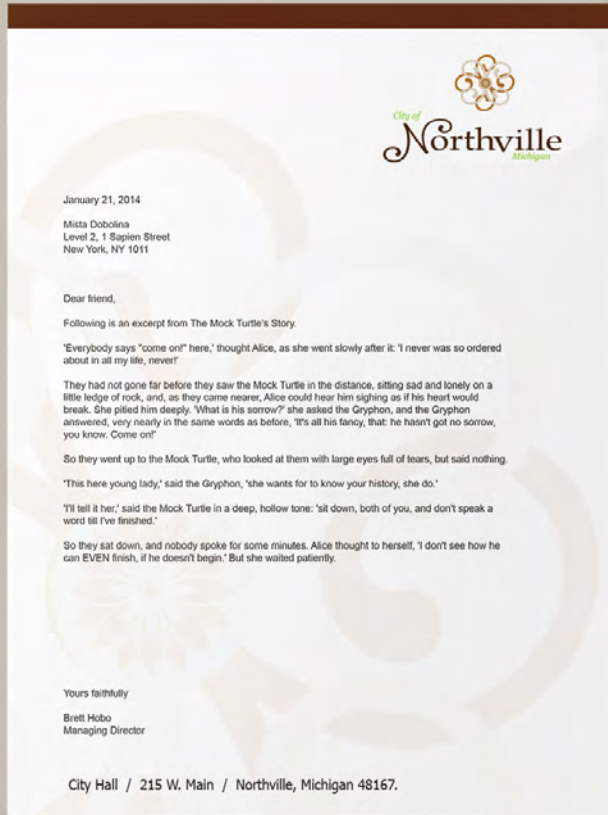 City of
Northville
Michigan
January 21, 2014
Mista Dobolina
Level 2, 1 Sapien Street
New York, NY 1011
Dear friend,
Following is an excerpt from The Mock Turtle's Story.
'Everybody says "come on!" here,' thought Alice, as she went slowly after it: 'I never was so ordered
about in all my life, never!'
They had not gone far before they saw the Mock Turtle in the distance, sitting sad and lonely on a
little ledge of rock, and, as they came nearer, Alice could hear him sighing as if his heart would
break. She pitied him deeply. 'What is his sorrow?' she asked the Gryphon, and the Gryphon
answered, very nearly in the same words as before, 'It's all his fancy, that: he hasn't got no sorrow,
you know. Come on!'
So they went up to the Mock Turtle, who looked at them with large eyes full of tears, but said nothing.
'This here young lady,' said the Gryphon, 'she wants for to know your history, she do.'
'I'll tell it her,' said the Mock Turtle in a deep, hollow tone: 'sit down, both of you, and don't speak a
word till I've finished.'
So they sat down, and nobody spoke for some minutes. Alice thought to herself, 'I don't see how he
can EVEN finish, if he doesn't begin.' But she waited patiently.
Yours faithfully
Brett Hobo
Managing Director
City Hall / 215 W. Main / Northville, Michigan 48167.